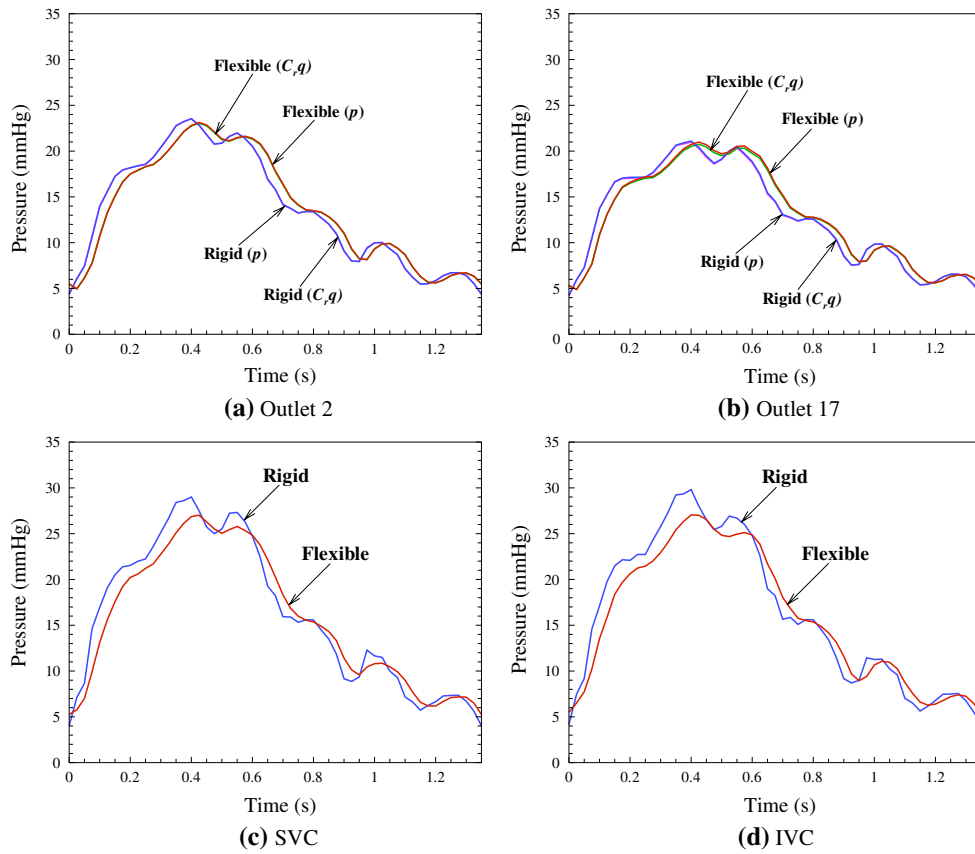 35
30
25
20
15
10
5
0
Pressure (mmHg)
Flexible (C_r q)
Flexible (p)
Rigid (p)
Rigid (C_r q)
0 0.2 0.4 0.6 0.8 1 1.2
Time (s)
(a) Outlet 2
35
30
25
20
15
10
5
0
Pressure (mmHg)
Flexible (C_r q)
Flexible (p)
Rigid (p)
Rigid (C_r q)
0 0.2 0.4 0.6 0.8 1 1.2
Time (s)
(b) Outlet 17
35
30
25
20
15
10
5
0
Pressure (mmHg)
Rigid
Flexible
0 0.2 0.4 0.6 0.8 1 1.2
Time (s)
(c) SVC
35
30
25
20
15
10
5
0
Pressure (mmHg)
Rigid
Flexible
0 0.2 0.4 0.6 0.8 1 1.2
Time (s)
(d) IVC